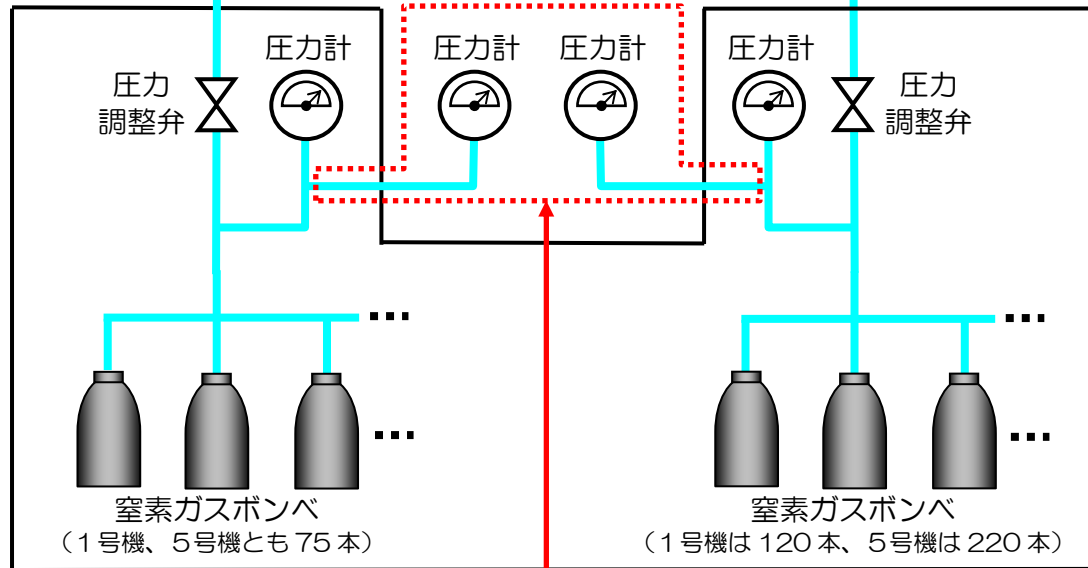 圧力計
圧力計
圧力計
圧力計
圧力
調整弁
圧力
調整弁
窒素ガスボンベ
（１号機、５号機とも75本）
窒素ガスボンベ
（１号機は120本、５号機は220本）